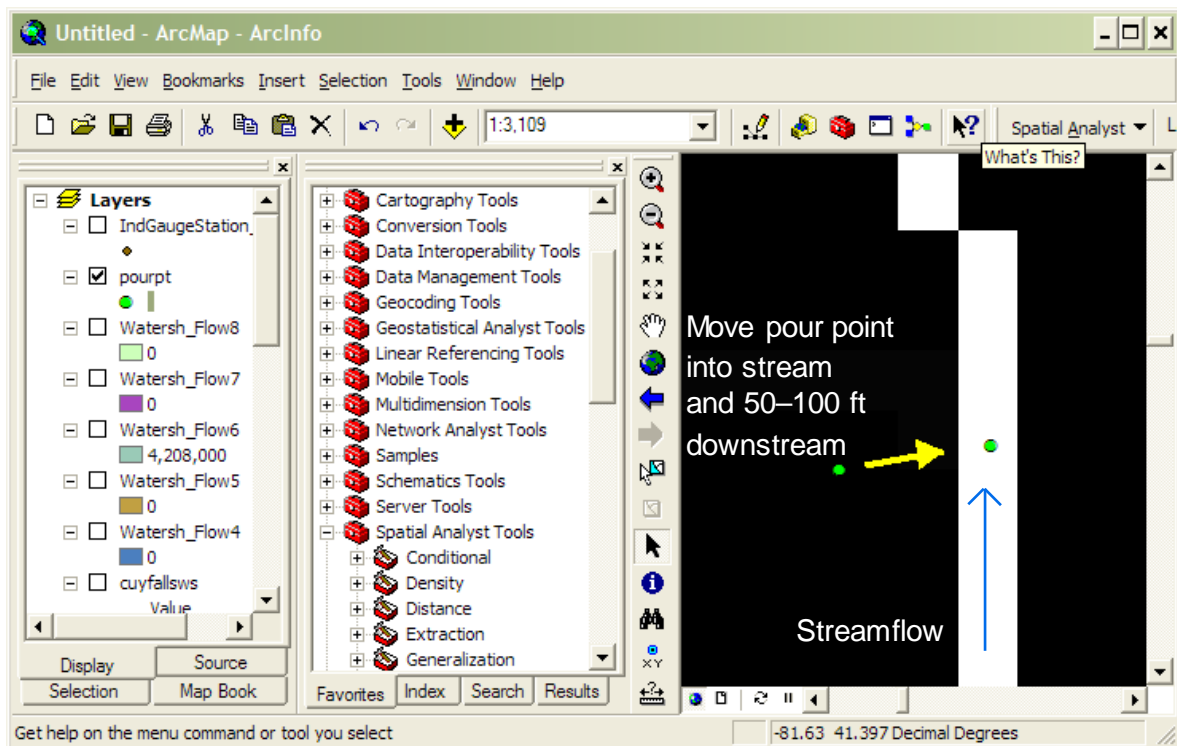 Untitled - ArcMap - ArcInfo
File Edit View Bookmarks Insert Selection Tools Window Help
1:3,109
Spatial Analyst
L
What's This?
Layers
IndGaugeStation_
pourpt
Watersh_Flow8
0
Watersh_Flow7
0
Watersh_Flow6
4,208,000
Watersh_Flow5
0
Watersh_Flow4
0
cuyfallsws
Value
Display
Source
Selection
Map Book
Cartography Tools
Conversion Tools
Data Interoperability Tools
Data Management Tools
Geocoding Tools
Geostatistical Analyst Tools
Linear Referencing Tools
Mobile Tools
Multidimension Tools
Network Analyst Tools
Samples
Schematics Tools
Server Tools
Spatial Analyst Tools
Conditional
Density
Distance
Extraction
Generalization
Favorites
Index
Search
Results
XY
Move pour point
into stream
and 50–100 ft
downstream
Streamflow
Get help on the menu command or tool you select
-81.63 41.397 Decimal Degrees